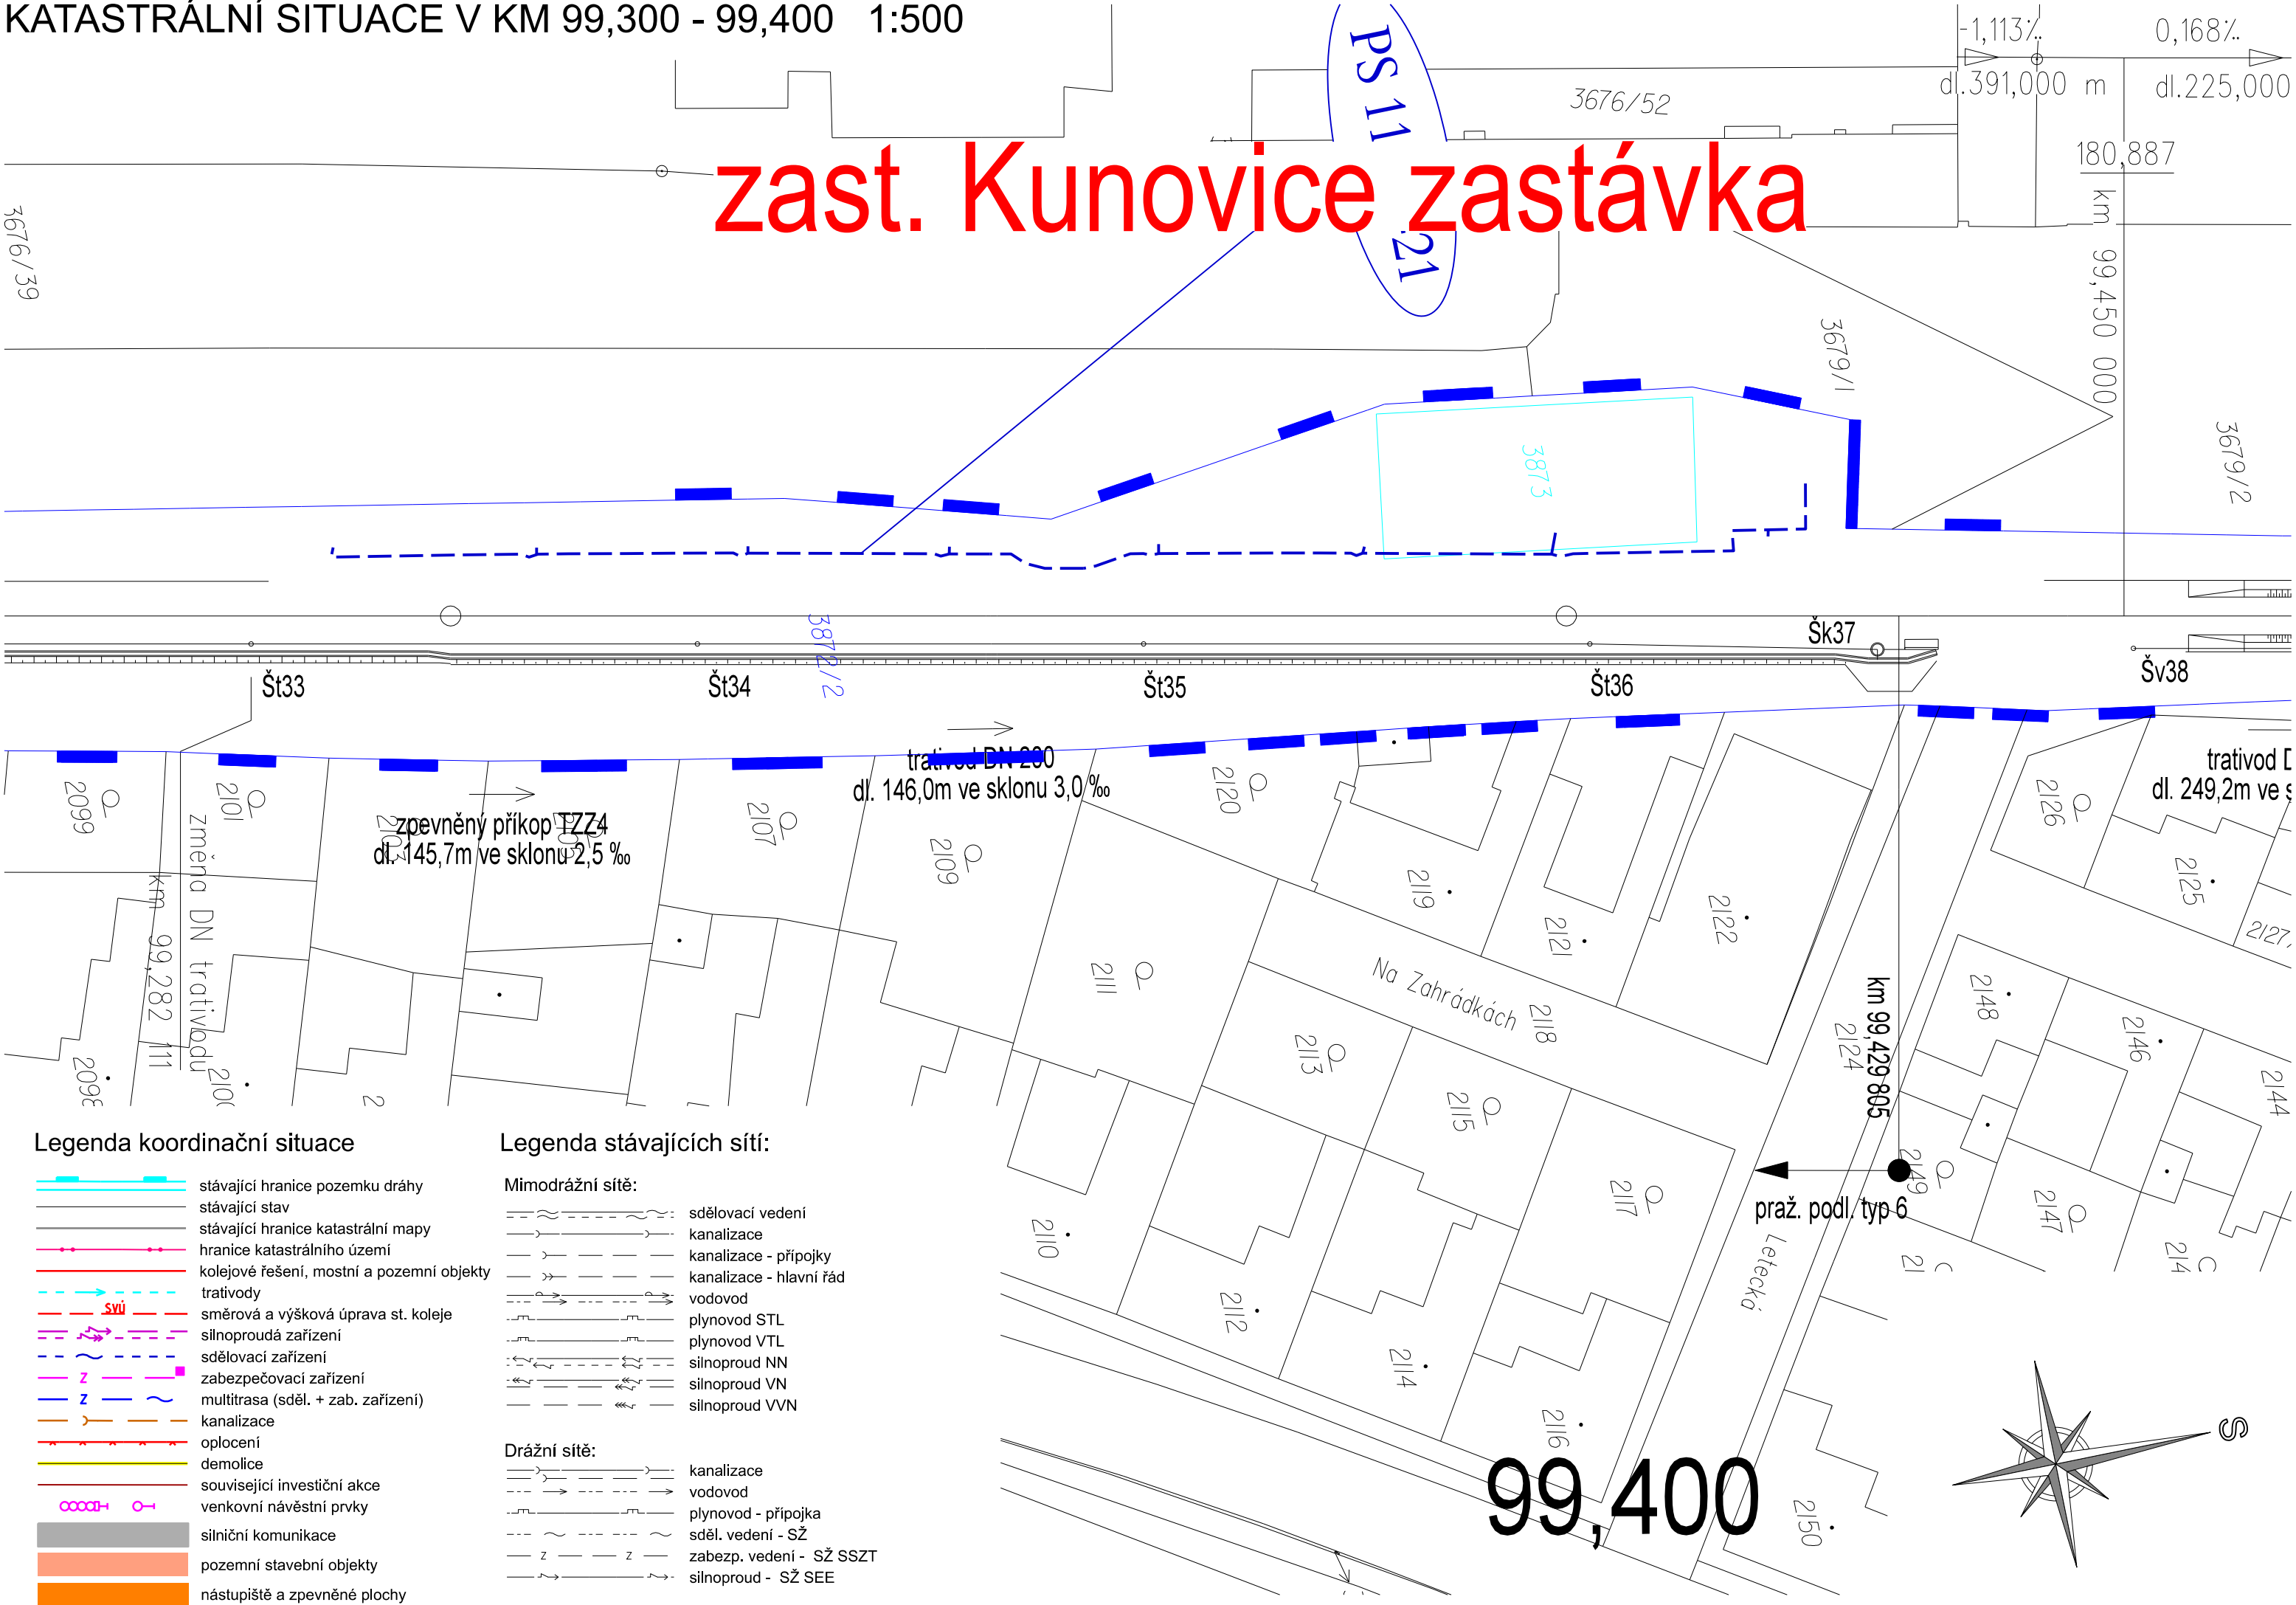 KATASTRÁLNÍ SITUACE V KM 99,300 - 99,400 1:500
-1,113‰
0,168‰
dl.391,000 m
dl.225,000
180,887
km 99,450 000
PS 11
21
3676/52
zast. Kunovice zastávka
3676/39
3679/1
3679/2
3873
3872/2
Šk37
Št33
Št34
Št35
Št36
Šv38
trativod DN 200
dl. 146,0m ve sklonu 3,0 ‰
zpevněný příkop TZZ4
dl. 145,7m ve sklonu 2,5 ‰
trativod D
dl. 249,2m ve s
změna DN trativodu
km 99,282 111
2099
2101
2103
2105
2107
2109
2120
2119
2121
2122
2126
2125
2127
2111
Na Zahrádkách
2118
2113
2115
2117
2124
km 99,429 805
2148
2146
2144
2149
2147
2098
2110
2112
2114
2116
2150
praž. podl. typ 6
Letecká
99,400
S
Legenda koordinační situace
stávající hranice pozemku dráhy
stávající stav
stávající hranice katastrální mapy
hranice katastrálního území
kolejové řešení, mostní a pozemní objekty
trativody
SVÚ
směrová a výšková úprava st. koleje
silnoproudá zařízení
sdělovací zařízení
Z
zabezpečovací zařízení
Z
multitrasa (sděl. + zab. zařízení)
kanalizace
oplocení
demolice
související investiční akce
venkovní návěstní prvky
silniční komunikace
pozemní stavební objekty
nástupiště a zpevněné plochy
Legenda stávajících sítí:
Mimodrážní sítě:
sdělovací vedení
kanalizace
kanalizace - přípojky
kanalizace - hlavní řád
vodovod
plynovod STL
plynovod VTL
silnoproud NN
silnoproud VN
silnoproud VVN
Drážní sítě:
kanalizace
vodovod
plynovod - přípojka
sděl. vedení - SŽ
Z Z
zabezp. vedení - SŽ SSZT
silnoproud - SŽ SEE